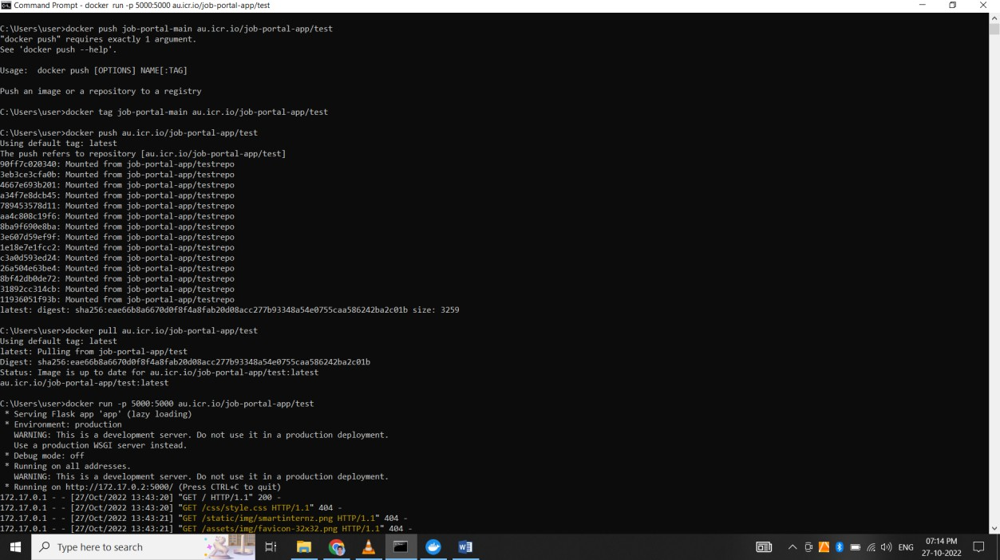 Command Prompt - docker run -p 5000:5000 au.icr.io/job-portal-app/test
C:\Users\user>docker push job-portal-main au.icr.io/job-portal-app/test
"docker push" requires exactly 1 argument.
See 'docker push --help'.
Usage:  docker push [OPTIONS] NAME[:TAG]
Push an image or a repository to a registry
C:\Users\user>docker tag job-portal-main au.icr.io/job-portal-app/test
C:\Users\user>docker push au.icr.io/job-portal-app/test
Using default tag: latest
The push refers to repository [au.icr.io/job-portal-app/test]
90ff7c020340: Mounted from job-portal-app/testrepo
3eb3ce3cfa0b: Mounted from job-portal-app/testrepo
4667e693b201: Mounted from job-portal-app/testrepo
a34f7e8dcb45: Mounted from job-portal-app/testrepo
789453578d11: Mounted from job-portal-app/testrepo
aa4c808c19f6: Mounted from job-portal-app/testrepo
8ba9f690e8ba: Mounted from job-portal-app/testrepo
3e607d59ef9f: Mounted from job-portal-app/testrepo
1e18e7e1fcc2: Mounted from job-portal-app/testrepo
c3a0d593ed24: Mounted from job-portal-app/testrepo
26a504e63be4: Mounted from job-portal-app/testrepo
8bf42db0de72: Mounted from job-portal-app/testrepo
31892cc314cb: Mounted from job-portal-app/testrepo
11936051f93b: Mounted from job-portal-app/testrepo
latest: digest: sha256:eae66b8a6670d0f8f4a8fab20d08acc277b93348a54e0755caa586242ba2c01b size: 3259
C:\Users\user>docker pull au.icr.io/job-portal-app/test
Using default tag: latest
latest: Pulling from job-portal-app/test
Digest: sha256:eae66b8a6670d0f8f4a8fab20d08acc277b93348a54e0755caa586242ba2c01b
Status: Image is up to date for au.icr.io/job-portal-app/test:latest
au.icr.io/job-portal-app/test:latest
C:\Users\user>docker run -p 5000:5000 au.icr.io/job-portal-app/test
* Serving Flask app 'app' (lazy loading)
* Environment: production
WARNING: This is a development server. Do not use it in a production deployment.
Use a production WSGI server instead.
* Debug mode: off
* Running on all addresses.
WARNING: This is a development server. Do not use it in a production deployment.
* Running on http://172.17.0.2:5000/ (Press CTRL+C to quit)
172.17.0.1 - - [27/Oct/2022 13:43:20] "GET / HTTP/1.1" 200 -
172.17.0.1 - - [27/Oct/2022 13:43:20] "GET /css/style.css HTTP/1.1" 404 -
172.17.0.1 - - [27/Oct/2022 13:43:21] "GET /static/img/smartinternz.png HTTP/1.1" 404 -
172.17.0.1 - - [27/Oct/2022 13:43:21] "GET /assets/img/favicon-32x32.png HTTP/1.1" 404 -
Type here to search
ENG
07:14 PM
27-10-2022